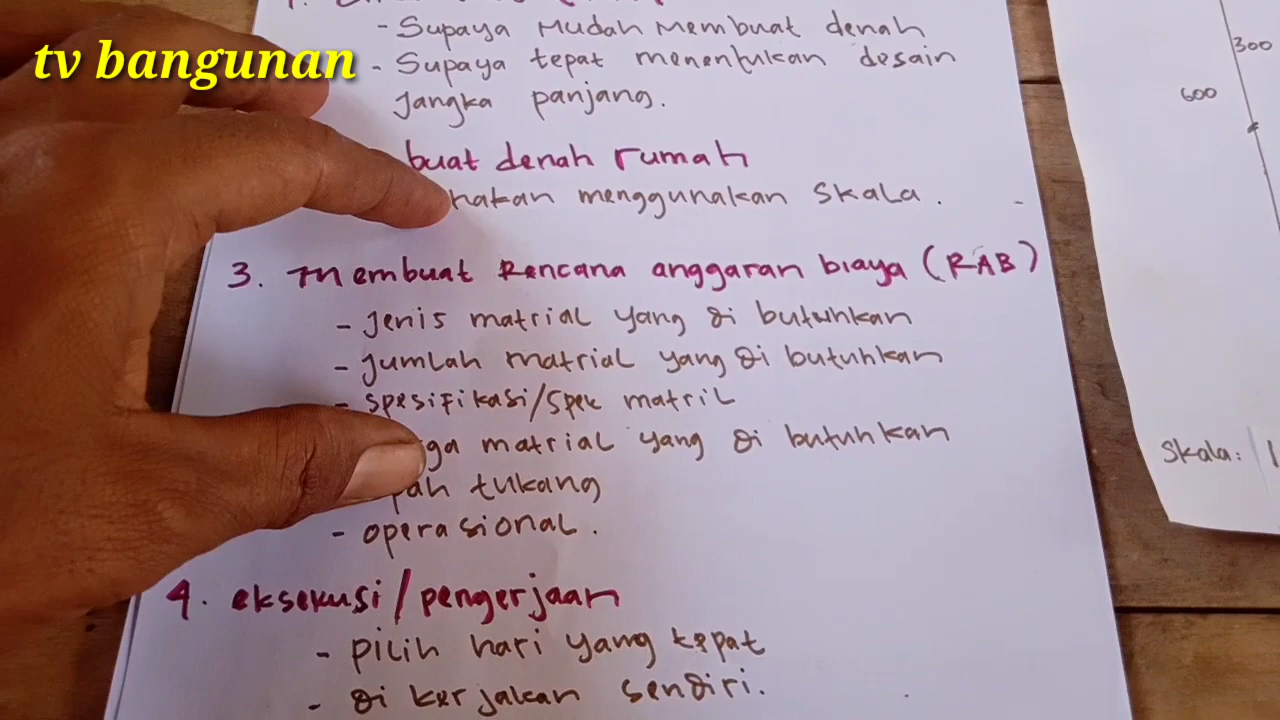 tv bangunan
- Supaya mudah membuat denah
- Supaya tepat menentukan desain
jangka panjang.
buat denah rumah
menggunakan skala.
3. membuat Rencana anggaran biaya (RAB)
- jenis matrial yang di butuhkan
- jumlah matrial yang di butuhkan
- spesifikasi/spek matril
matrial yang di butuhkan
tukang
- operasional.
4. eksekusi/pengerjaan
- pilih hari yang tepat
- di kerjakan sendiri.
300
600
Skala: 1